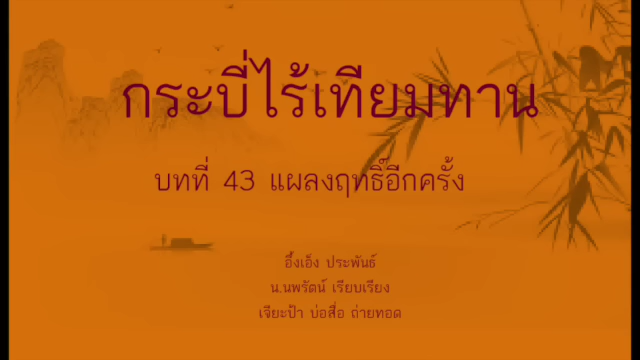 กระบี่ไร้เทียมทาน
บทที่ 43 แผลงฤทธิ์อีกครั้ง
อึ้งเอ็ง ประพันธ์
น.นพรัตน์ เรียบเรียง
เจียะป้า บ่อสื่อ ถ่ายทอด